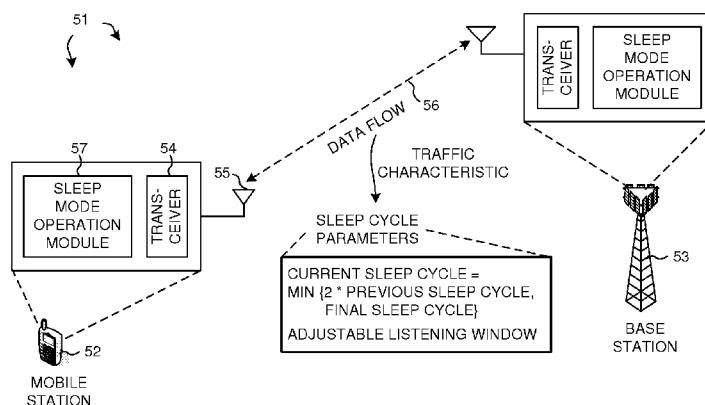 51
TRANS-
CEIVER
SLEEP
MODE
OPERATION
MODULE
56
DATA FLOW
57
54
55
SLEEP
MODE
OPERATION
MODULE
TRANS-
CEIVER
TRAFFIC
CHARACTERISTIC
SLEEP CYCLE
PARAMETERS
CURRENT SLEEP CYCLE =
MIN {2 * PREVIOUS SLEEP CYCLE,
FINAL SLEEP CYCLE}
ADJUSTABLE LISTENING WINDOW
53
BASE
STATION
52
MOBILE
STATION